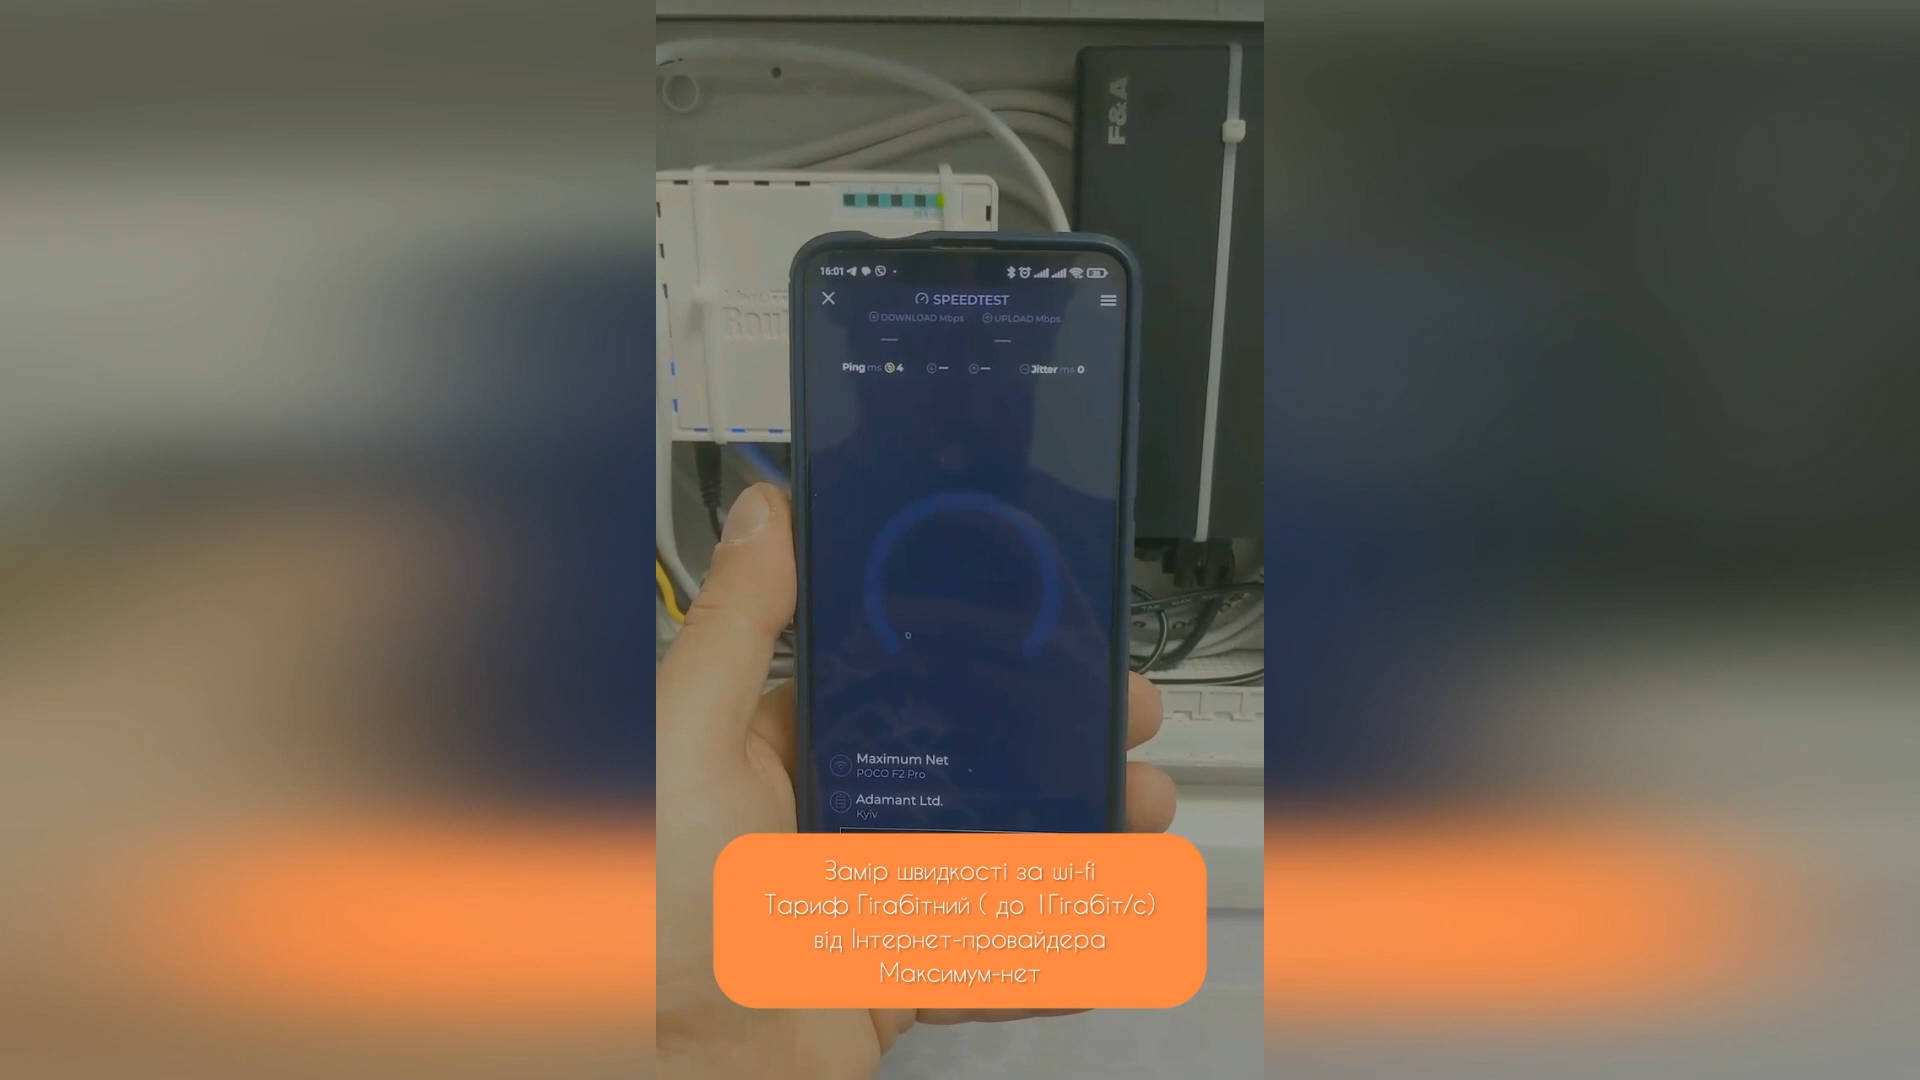 F&A
16:01
28
SPEEDTEST
DOWNLOAD Mbps UPLOAD Mbps
Ping ms 4 Jitter ms 0
0
Maximum Net
POCO F2 Pro
Adamant Ltd.
Kyiv
Замір швидкості за wi-fi
Тариф Гігабітний ( до 1Гігабіт/с)
від Інтернет-провайдера
Максимум-нет